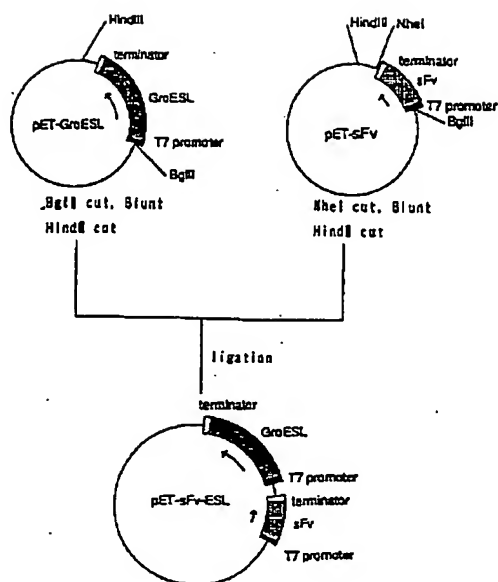 HindIII
terminator
GroESL
pET-GroESL
T7 promoter
BglII
BglII cut, Blunt
HindIII cut
HindIII
NheI
terminator
sFv
T7 promoter
pET-sFv
BglII
NheI cut, Blunt
HindIII cut
ligation
terminator
GroESL
T7 promoter
pET-sFv-ESL
terminator
sFv
T7 promoter